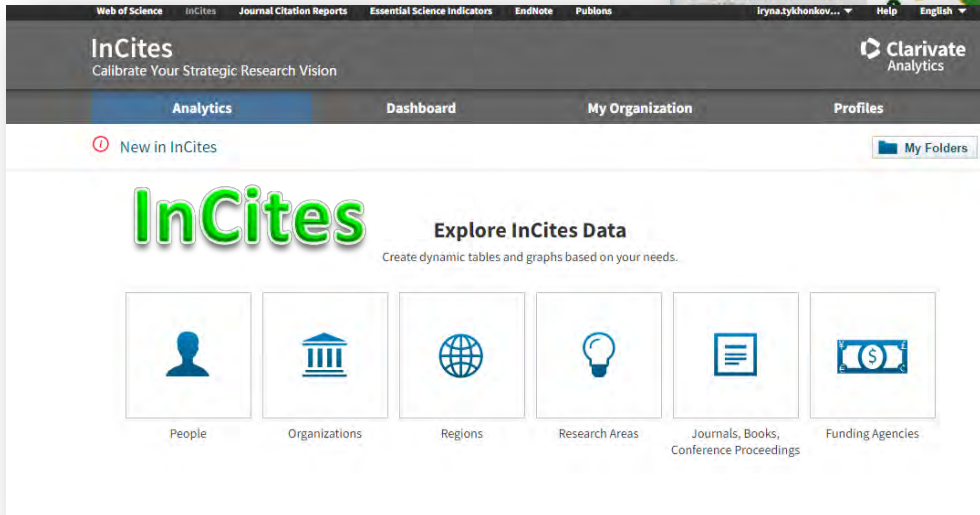 Web of Science InCites Journal Citation Reports Essential Science Indicators EndNote Publons iryna.tykhonkov... Help English
InCites
Calibrate Your Strategic Research Vision
Clarivate
Analytics
Analytics Dashboard My Organization Profiles
New in InCites
My Folders
InCites
Explore InCites Data
Create dynamic tables and graphs based on your needs.
People Organizations Regions Research Areas Journals, Books, Funding Agencies
Conference Proceedings